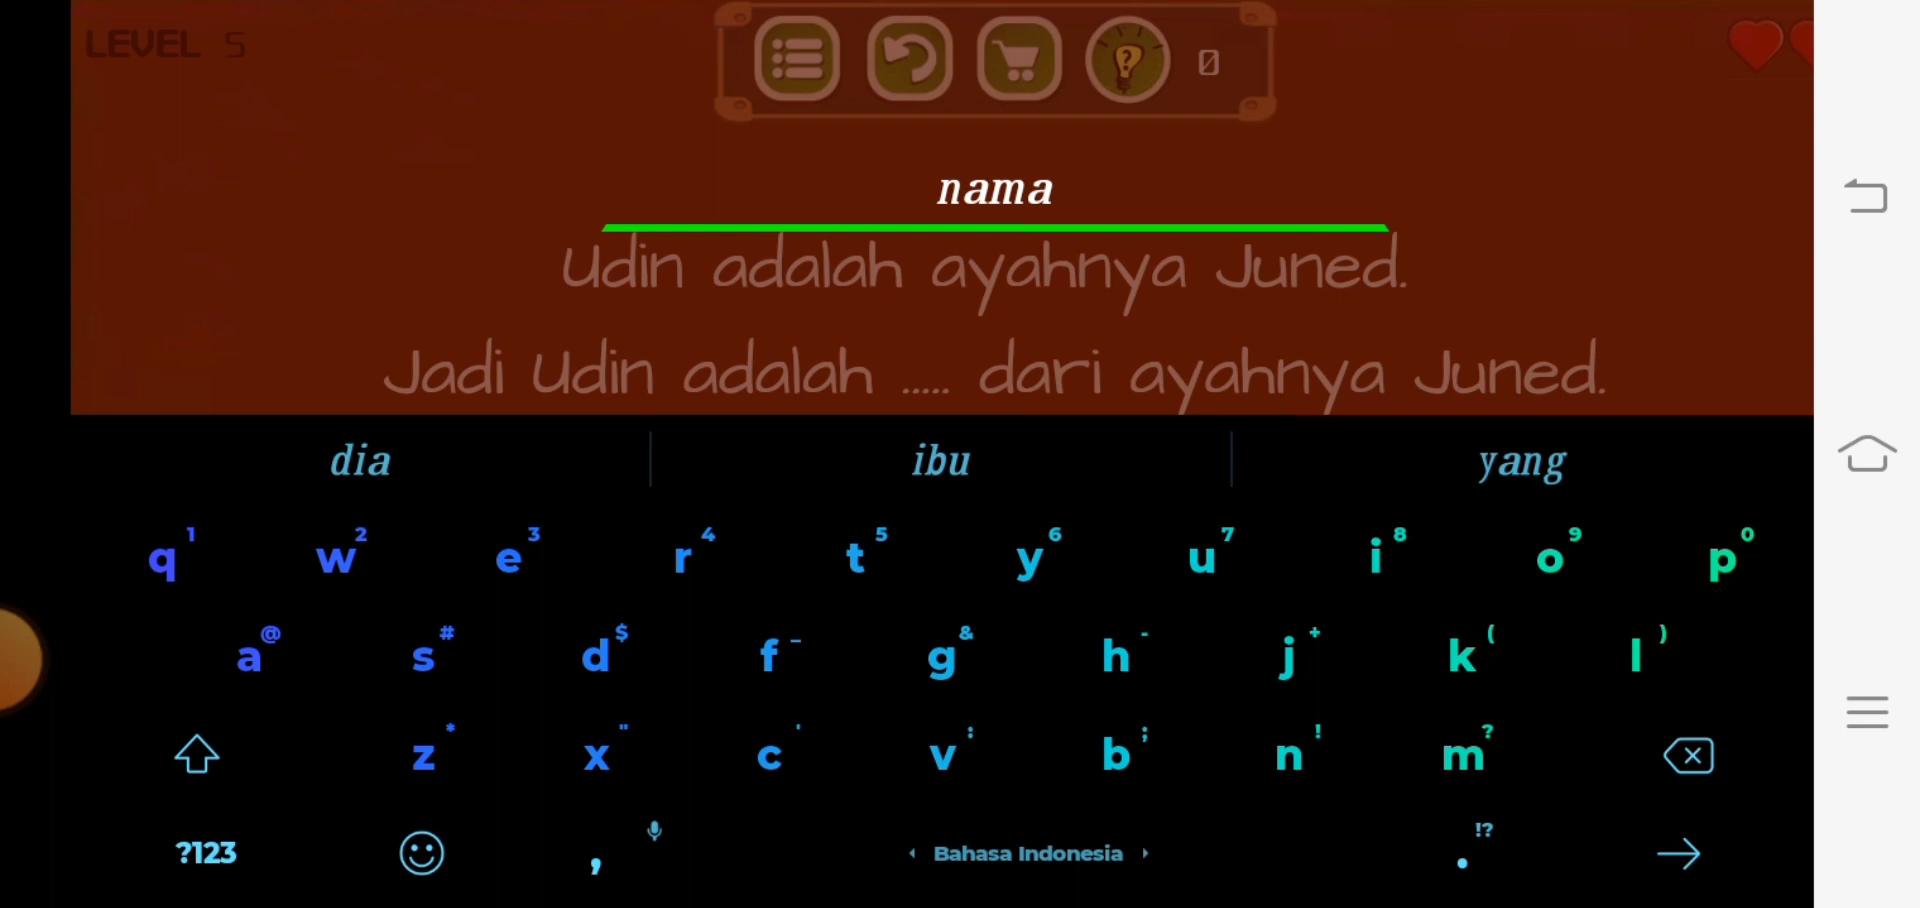 LEVEL 5
0
nama
Udin adalah ayahnya Juned.
Jadi Udin adalah ..... dari ayahnya Juned.
dia ibu yang
q 1 w 2 e 3 r 4 t 5 y 6 u 7 i 8 o 9 p 0
a @ s # d $ f – g & h - j + k ( l )
z * x " c ' v : b ; n ! m ?
?123 , Bahasa Indonesia . !?